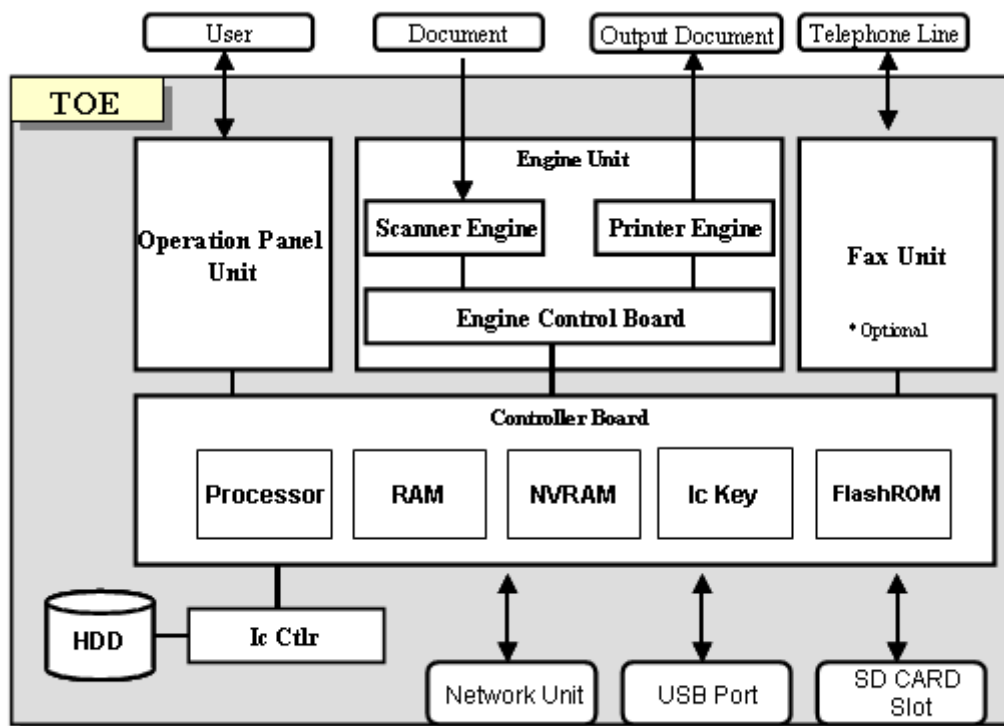 User
Document
Output Document
Telephone Line
TOE
Engine Unit
Operation Panel
Unit
Scanner Engine
Printer Engine
Fax Unit
Engine Control Board
* Optional
Controller Board
Processor
RAM
NVRAM
Ic Key
FlashROM
HDD
Ic Ctlr
Network Unit
USB Port
SD CARD
Slot